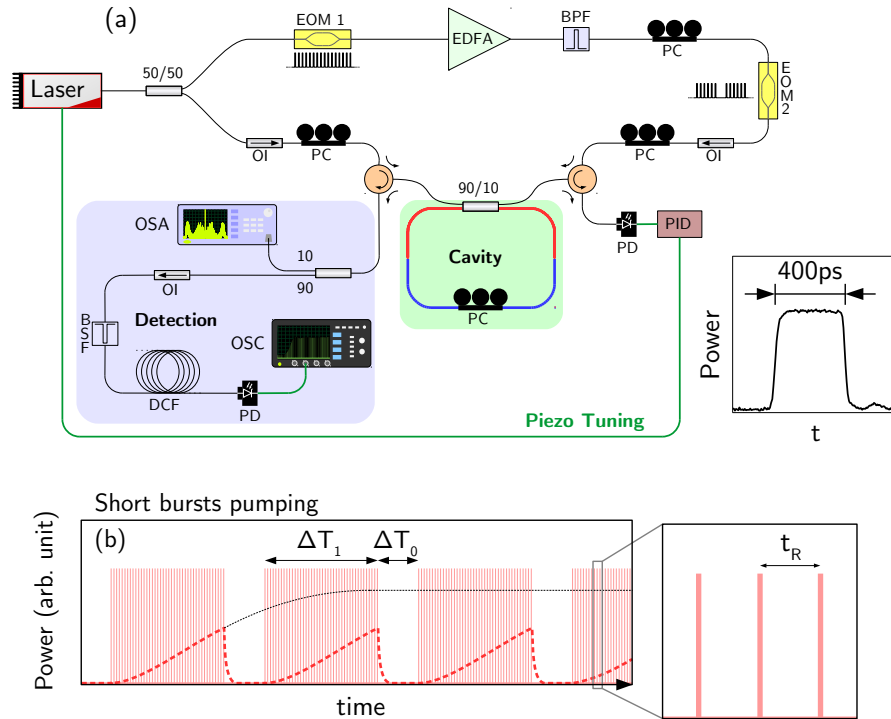 (a)
EOM 1
EDFA
BPF
PC
50/50
Laser
EOM2
OI
PC
PC
OI
90/10
OSA
10
90
Cavity
PC
PD
PID
OI
Detection
BSF
OSC
DCF
PD
Piezo Tuning
400ps
Power
t
Short bursts pumping
(b)
ΔT1
ΔT0
Power (arb. unit)
time
tR